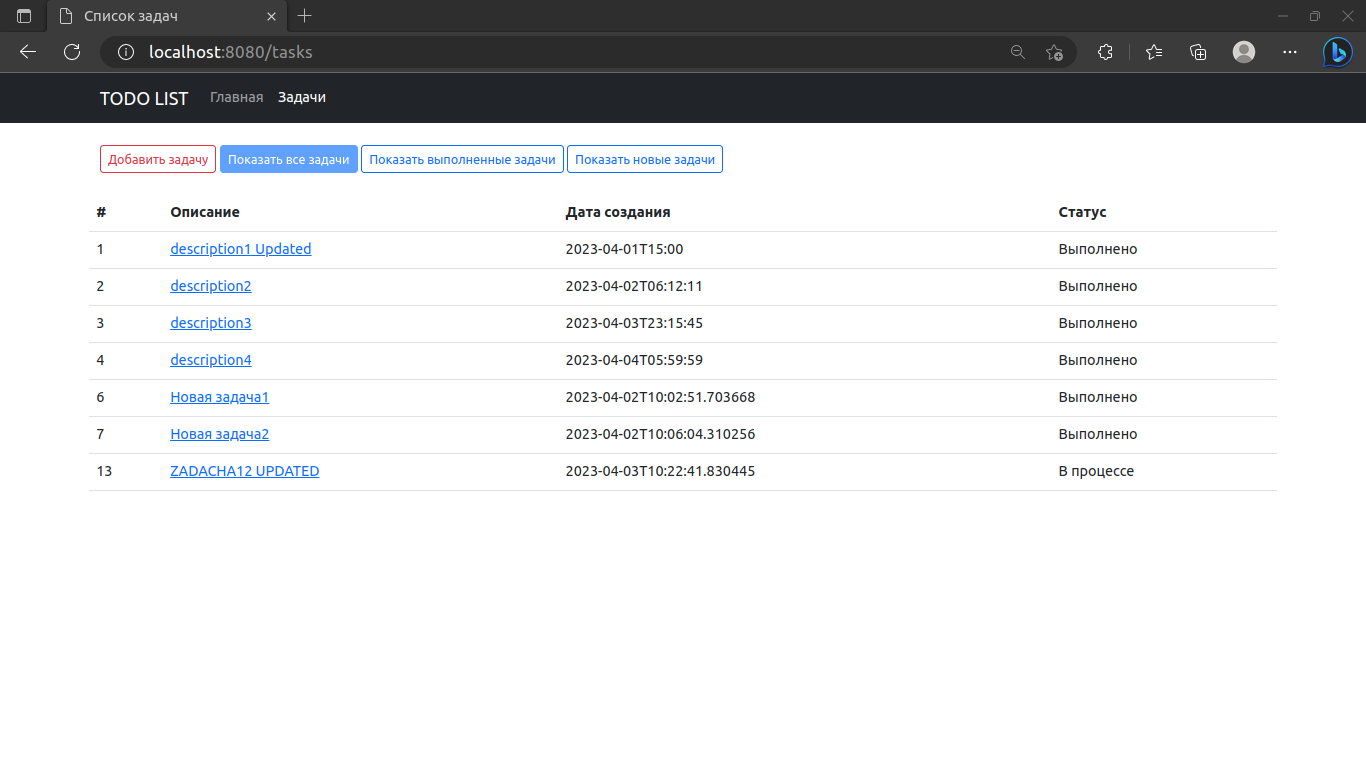 Список задач
localhost:8080/tasks
TODO LIST Главная Задачи
Добавить задачу Показать все задачи Показать выполненные задачи Показать новые задачи
# Описание Дата создания Статус
1 description1 Updated 2023-04-01T15:00 Выполнено
2 description2 2023-04-02T06:12:11 Выполнено
3 description3 2023-04-03T23:15:45 Выполнено
4 description4 2023-04-04T05:59:59 Выполнено
6 Новая задача1 2023-04-02T10:02:51.703668 Выполнено
7 Новая задача2 2023-04-02T10:06:04.310256 Выполнено
13 ZADACHA12 UPDATED 2023-04-03T10:22:41.830445 В процессе